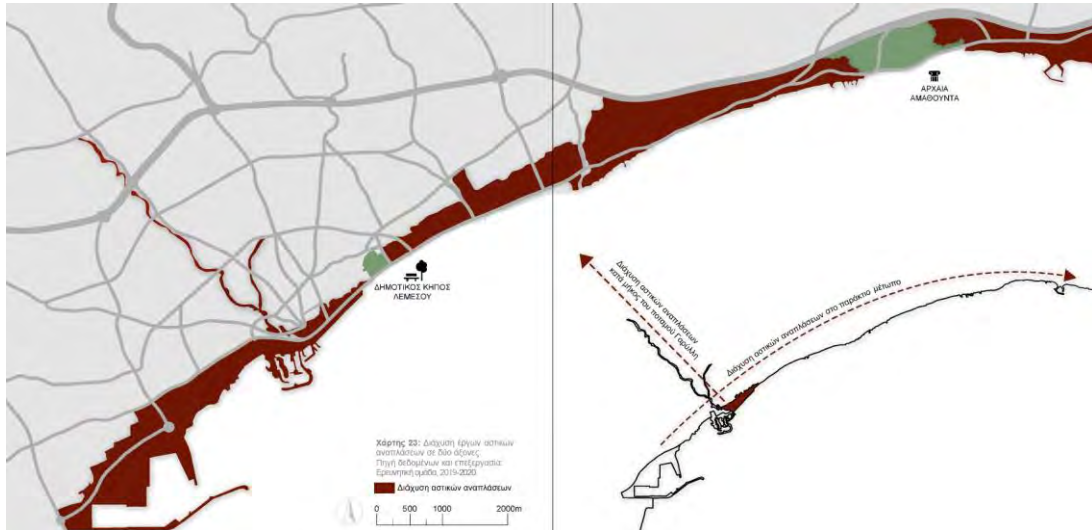 ΑΡΧΑΙΑ
ΑΜΑΘΟΥΝΤΑ
ΔΗΜΟΤΙΚΟΣ ΚΗΠΟΣ
ΛΕΜΕΣΟΥ
Χάρτης 23: Διάχυση έργων αστικών
αναπλάσεων σε δύο άξονες.
Πηγή δεδομένων και επεξεργασία:
Ερευνητική ομάδα, 2019-2020.
Διάχυση αστικών αναπλάσεων
0 500 1000 2000m
Διάχυση αστικών αναπλάσεων
κατά μήκος του ποταμού Γαρύλλη
Διάχυση αστικών αναπλάσεων στο παράκτιο μέτωπο